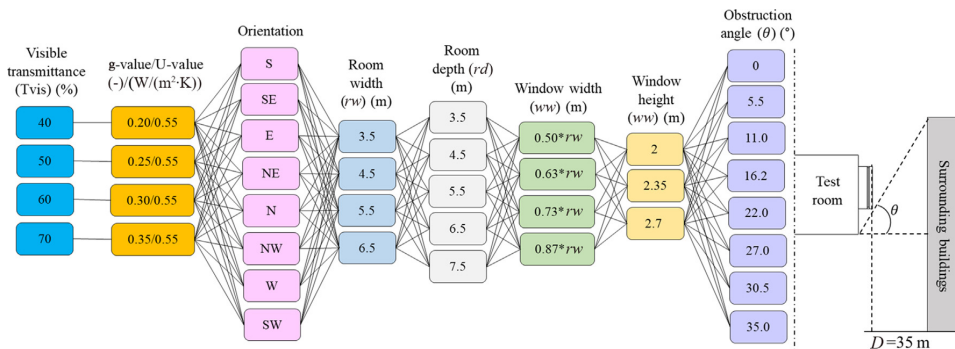 Visible
transmittance
(Tvis) (%)
40
50
60
70
g-value/U-value
(-)/(W/(m²·K))
0.20/0.55
0.25/0.55
0.30/0.55
0.35/0.55
Orientation
S
SE
E
NE
N
NW
W
SW
Room
width
(rw) (m)
3.5
4.5
5.5
6.5
Room
depth (rd)
(m)
3.5
4.5
5.5
6.5
7.5
Window width
(ww) (m)
0.50*rw
0.63*rw
0.73*rw
0.87*rw
Window
height
(ww) (m)
2
2.35
2.7
Obstruction
angle (θ) (°)
0
5.5
11.0
16.2
22.0
27.0
30.5
35.0
Test
room
θ
Surrounding buildings
D=35 m